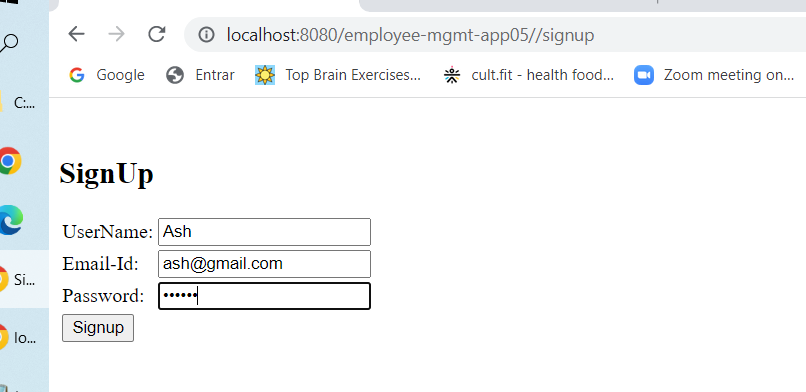 localhost:8080/employee-mgmt-app05//signup
Google Entrar Top Brain Exercises... cult.fit - health food... Zoom meeting on...
C:...
SignUp
UserName: Ash
Email-Id: ash@gmail.com
Password: ••••••
Si...
Signup
lo...